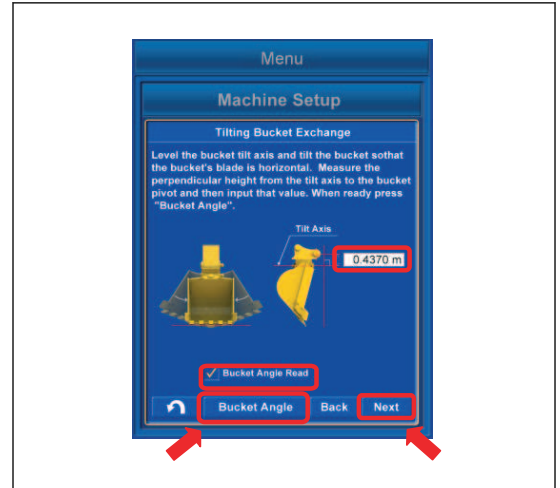 Menu
Machine Setup
Tilting Bucket Exchange
Level the bucket tilt axis and tilt the bucket sothat
the bucket's blade is horizontal. Measure the
perpendicular height from the tilt axis to the bucket
pivot and then input that value. When ready press
"Bucket Angle".
Tilt Axis
0.4370 m
Bucket Angle Read
Bucket Angle Back Next